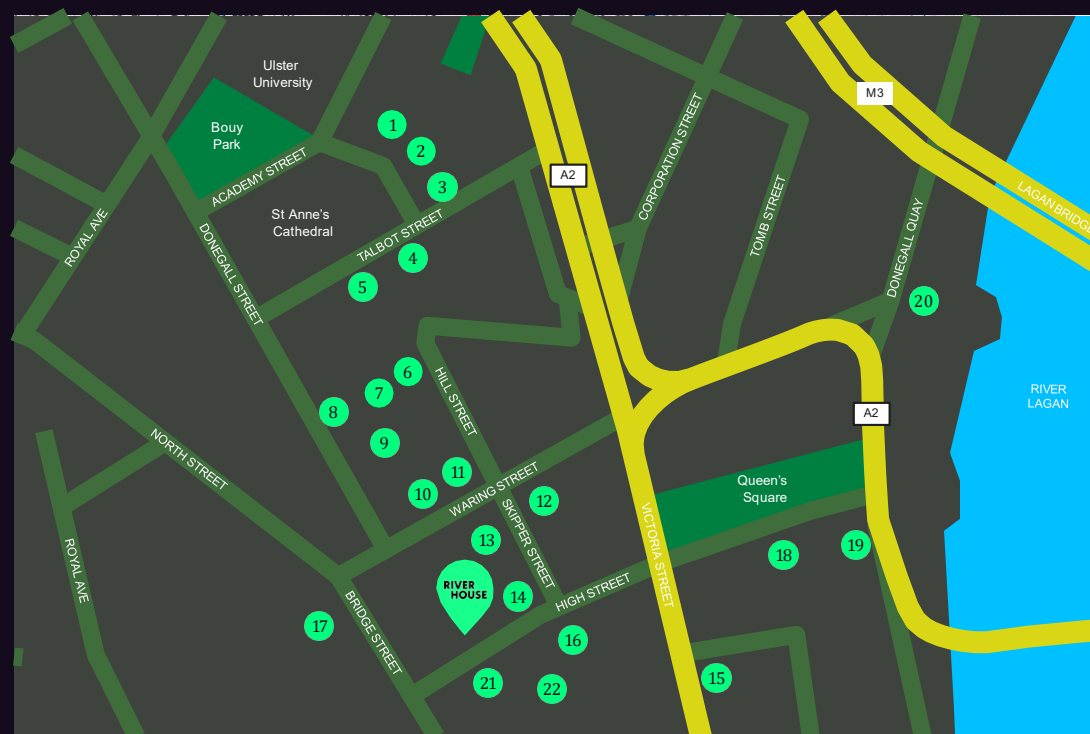 Ulster
University
Bouy
Park
ACADEMY STREET
St Anne's
Cathedral
ROYAL AVE
DONEGALL STREET
TALBOT STREET
1
2
3
4
5
A2
CORPORATION STREET
TOMB STREET
M3
LAGAN BRIDGE
DONEGALL QUAY
20
RIVER
LAGAN
A2
6
7
8
9
HILL STREET
10
11
WARING STREET
12
NORTH STREET
ROYAL AVE
SKIPPER STREET
13
RIVER
HOUSE
14
HIGH STREET
BRIDGE STREET
17
16
21
22
15
VICTORIA STREET
Queen's
Square
18
19